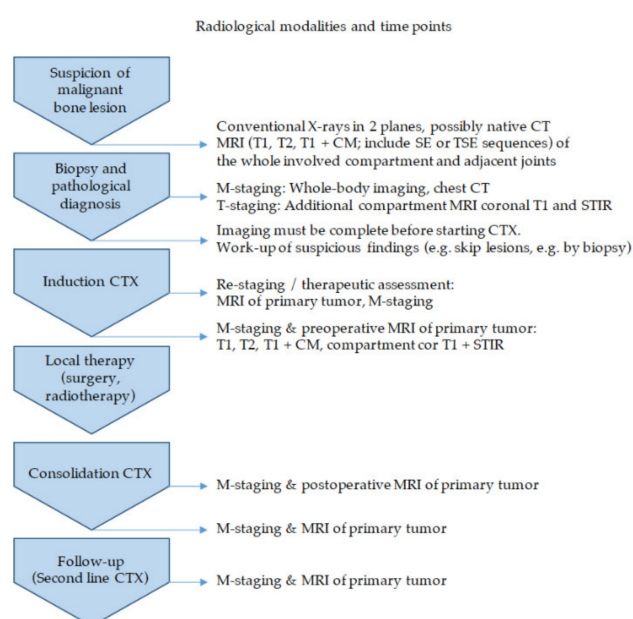 Radiological modalities and time points
Suspicion of
malignant
bone lesion
Conventional X-rays in 2 planes, possibly native CT
MRI (T1, T2, T1 + CM; include SE or TSE sequences) of
the whole involved compartment and adjacent joints
Biopsy and
pathological
diagnosis
M-staging: Whole-body imaging, chest CT
T-staging: Additional compartment MRI coronal T1 and STIR
Imaging must be complete before starting CTX.
Work-up of suspicious findings (e.g. skip lesions, e.g. by biopsy)
Induction CTX
Re-staging / therapeutic assessment:
MRI of primary tumor, M-staging
M-staging & preoperative MRI of primary tumor:
T1, T2, T1 + CM, compartment cor T1 + STIR
Local therapy
(surgery,
radiotherapy)
Consolidation CTX
M-staging & postoperative MRI of primary tumor
M-staging & MRI of primary tumor
Follow-up
(Second line CTX)
M-staging & MRI of primary tumor